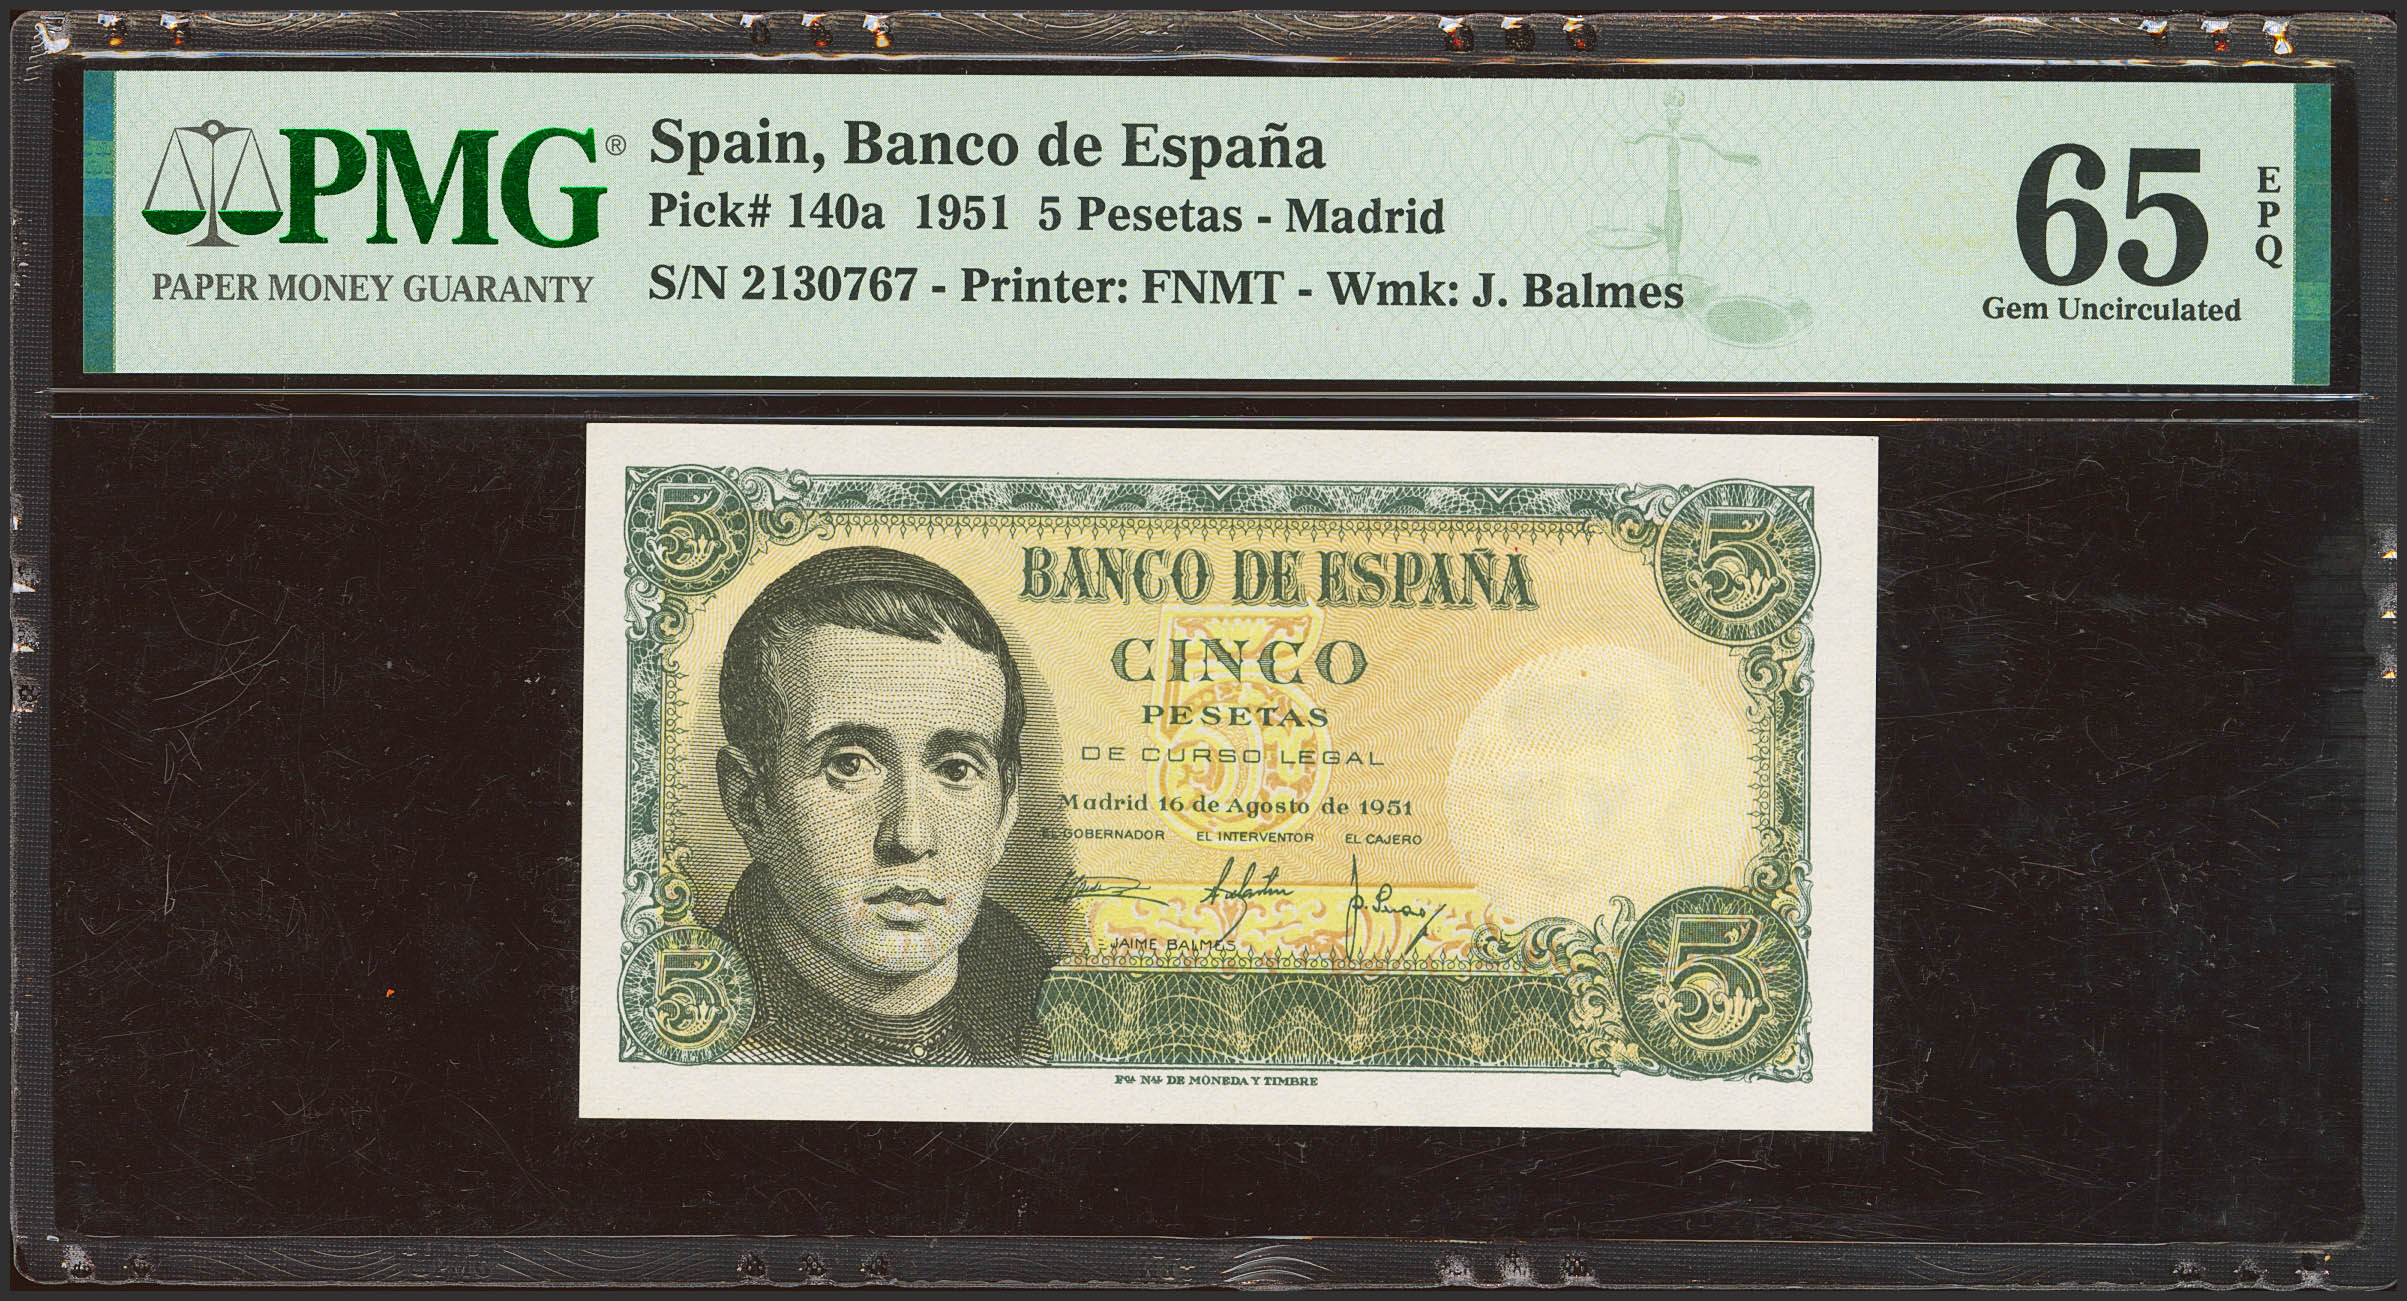 PMG®
PAPER MONEY GUARANTY
Spain, Banco de España
Pick# 140a 1951 5 Pesetas - Madrid
S/N 2130767 - Printer: FNMT - Wmk: J. Balmes
65
EPQ
Gem Uncirculated
5
5
BANCO DE ESPAÑA
CINCO
PESETAS
DE CURSO LEGAL
Madrid 16 de Agosto de 1951
EL GOBERNADOR EL INTERVENTOR EL CAJERO
5
JAIME BALMES
5
5
Fca Nal DE MONEDA Y TIMBRE